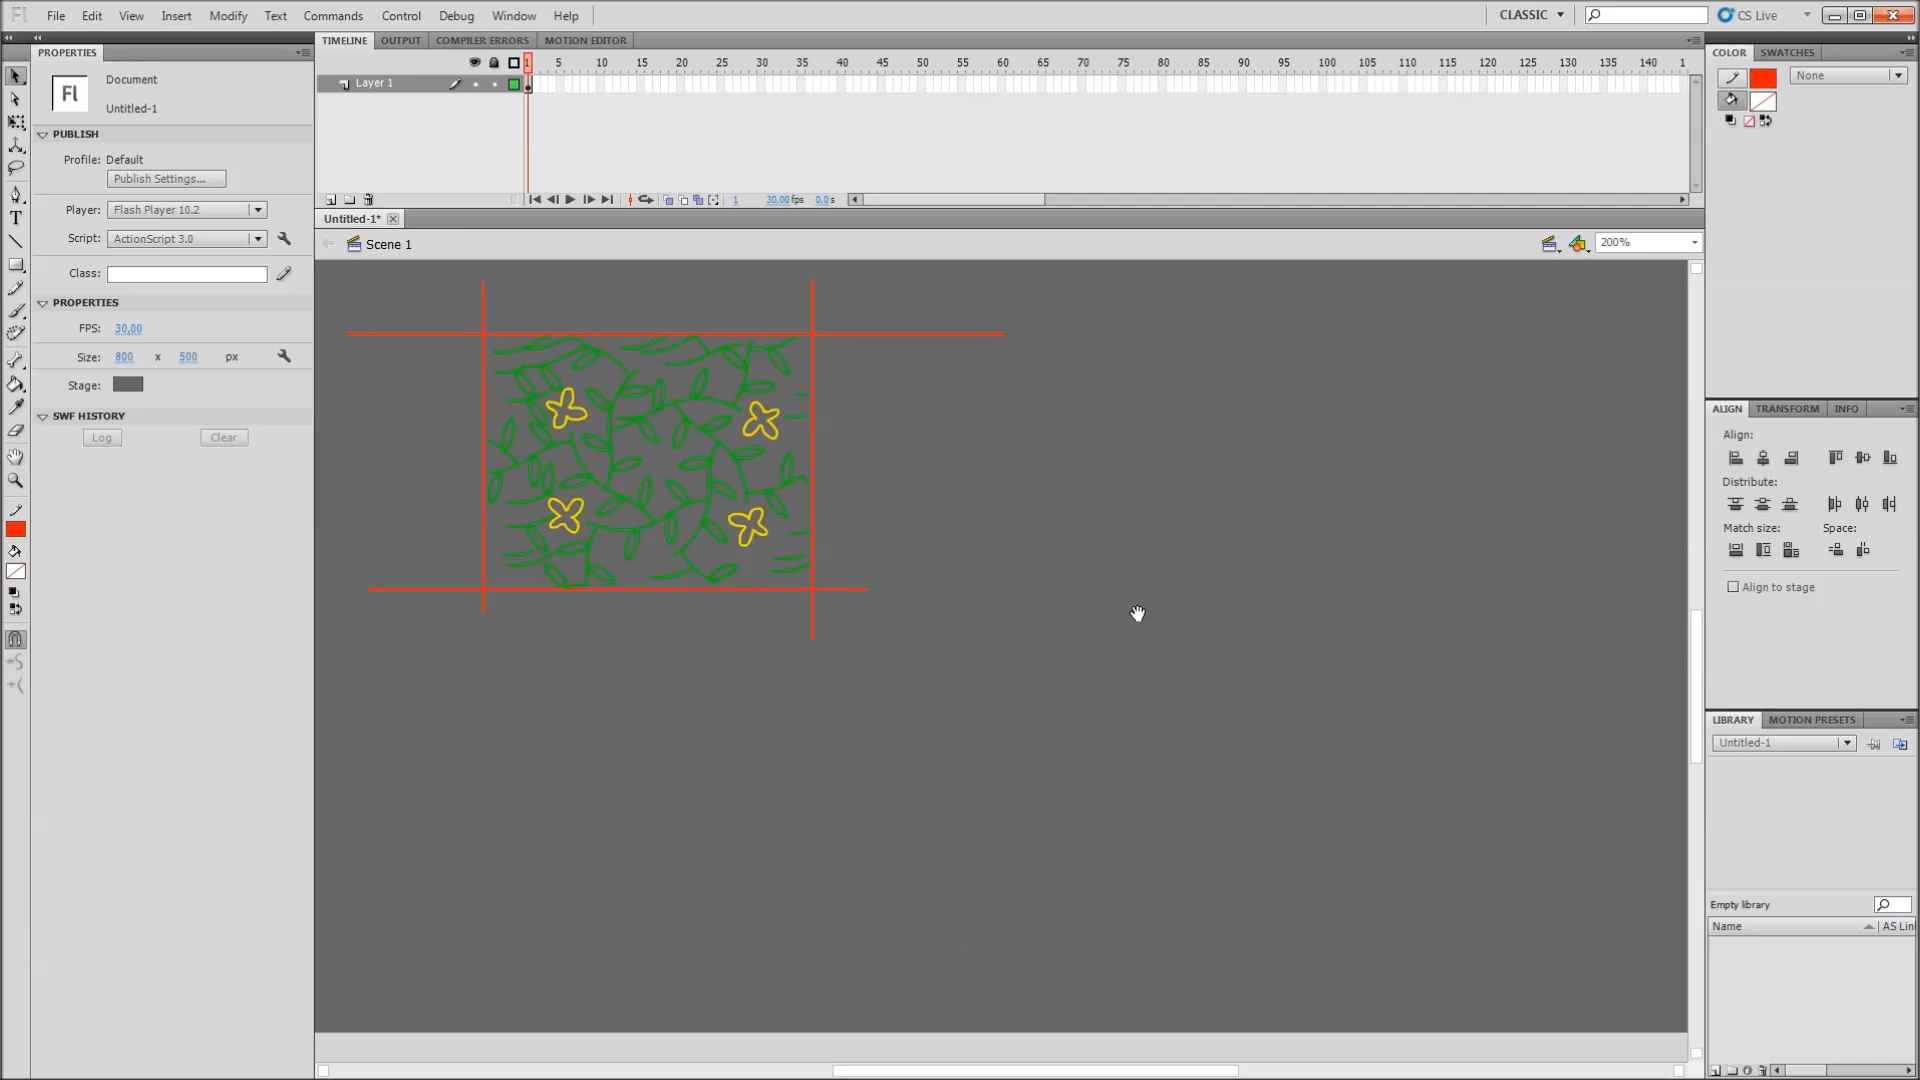 Fl File Edit View Insert Modify Text Commands Control Debug Window Help CLASSIC CS Live
PROPERTIES
Fl
Document
Untitled-1
PUBLISH
Profile: Default
Publish Settings...
Player: Flash Player 10.2
Script: ActionScript 3.0
Class:
PROPERTIES
FPS: 30,00
Size: 800 x 500 px
Stage:
SWF HISTORY
Log Clear
T
TIMELINE OUTPUT COMPILER ERRORS MOTION EDITOR
1 5 10 15 20 25 30 35 40 45 50 55 60 65 70 75 80 85 90 95 100 105 110 115 120 125 130 135 140 1
Layer 1
1 30.00 fps 0.0 s
Untitled-1*
Scene 1
200%
COLOR SWATCHES
None
ALIGN TRANSFORM INFO
Align:
Distribute:
Match size: Space:
Align to stage
LIBRARY MOTION PRESETS
Untitled-1
Empty library
Name AS Lin